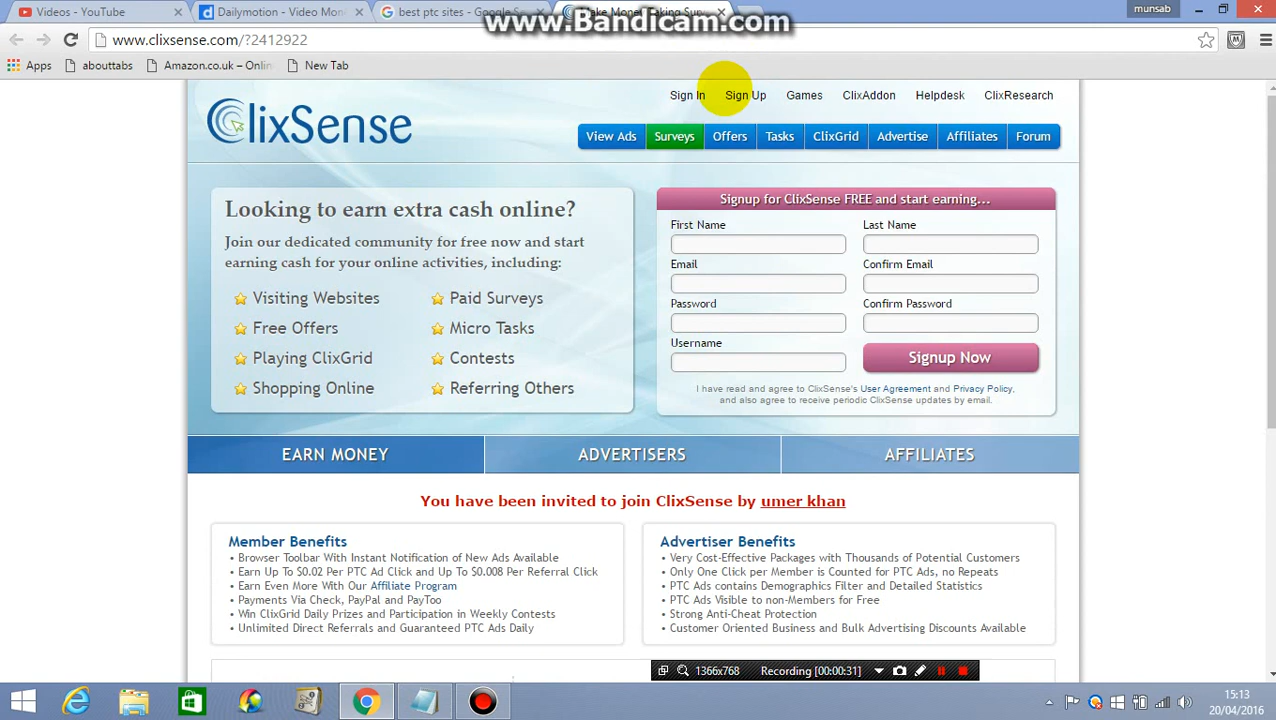 Videos - YouTube
Dailymotion - Video Mon
best ptc sites - Google Se
Make Money Taking Sur
munsab
www.Bandicam.com
www.clixsense.com/?2412922
Apps
abouttabs
Amazon.co.uk – Onlin
New Tab
Sign In
Sign Up
Games
ClixAddon
Helpdesk
ClixResearch
ClixSense
View Ads
Surveys
Offers
Tasks
ClixGrid
Advertise
Affiliates
Forum
Looking to earn extra cash online?
Join our dedicated community for free now and start
earning cash for your online activities, including:
Visiting Websites
Paid Surveys
Free Offers
Micro Tasks
Playing ClixGrid
Contests
Shopping Online
Referring Others
Signup for ClixSense FREE and start earning...
First Name
Last Name
Email
Confirm Email
Password
Confirm Password
Username
Signup Now
I have read and agree to ClixSense's User Agreement and Privacy Policy,
and also agree to receive periodic ClixSense updates by email.
EARN MONEY
ADVERTISERS
AFFILIATES
You have been invited to join ClixSense by umer khan
Member Benefits
• Browser Toolbar With Instant Notification of New Ads Available
• Earn Up To $0.02 Per PTC Ad Click and Up To $0.008 Per Referral Click
• Earn Even More With Our Affiliate Program
• Payments Via Check, PayPal and PayToo
• Win ClixGrid Daily Prizes and Participation in Weekly Contests
• Unlimited Direct Referrals and Guaranteed PTC Ads Daily
Advertiser Benefits
• Very Cost-Effective Packages with Thousands of Potential Customers
• Only One Click per Member is Counted for PTC Ads, no Repeats
• PTC Ads contains Demographics Filter and Detailed Statistics
• PTC Ads Visible to non-Members for Free
• Strong Anti-Cheat Protection
• Customer Oriented Business and Bulk Advertising Discounts Available
1366x768
Recording [00:00:31]
15:13
20/04/2016